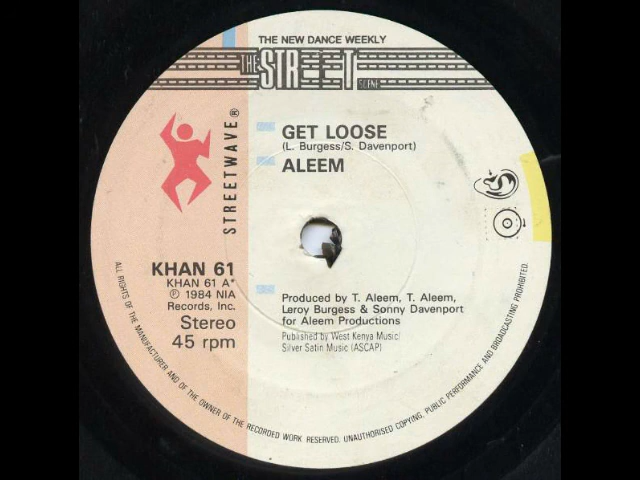 THE NEW DANCE WEEKLY
THE STREET SCENE
STREETWAVE®
GET LOOSE
(L. Burgess/S. Davenport)
ALEEM
KHAN 61
KHAN 61 A*
℗ 1984 NIA
Records, Inc.
Stereo
45 rpm
Produced by T. Aleem, T. Aleem,
Leroy Burgess & Sonny Davenport
for Aleem Productions
Published by West Kenya Music/
Silver Satin Music (ASCAP)
ALL RIGHTS OF THE MANUFACTURER AND OF THE OWNER OF THE RECORDED WORK RESERVED. UNAUTHORISED COPYING, PUBLIC PERFORMANCE AND BROADCASTING PROHIBITED.